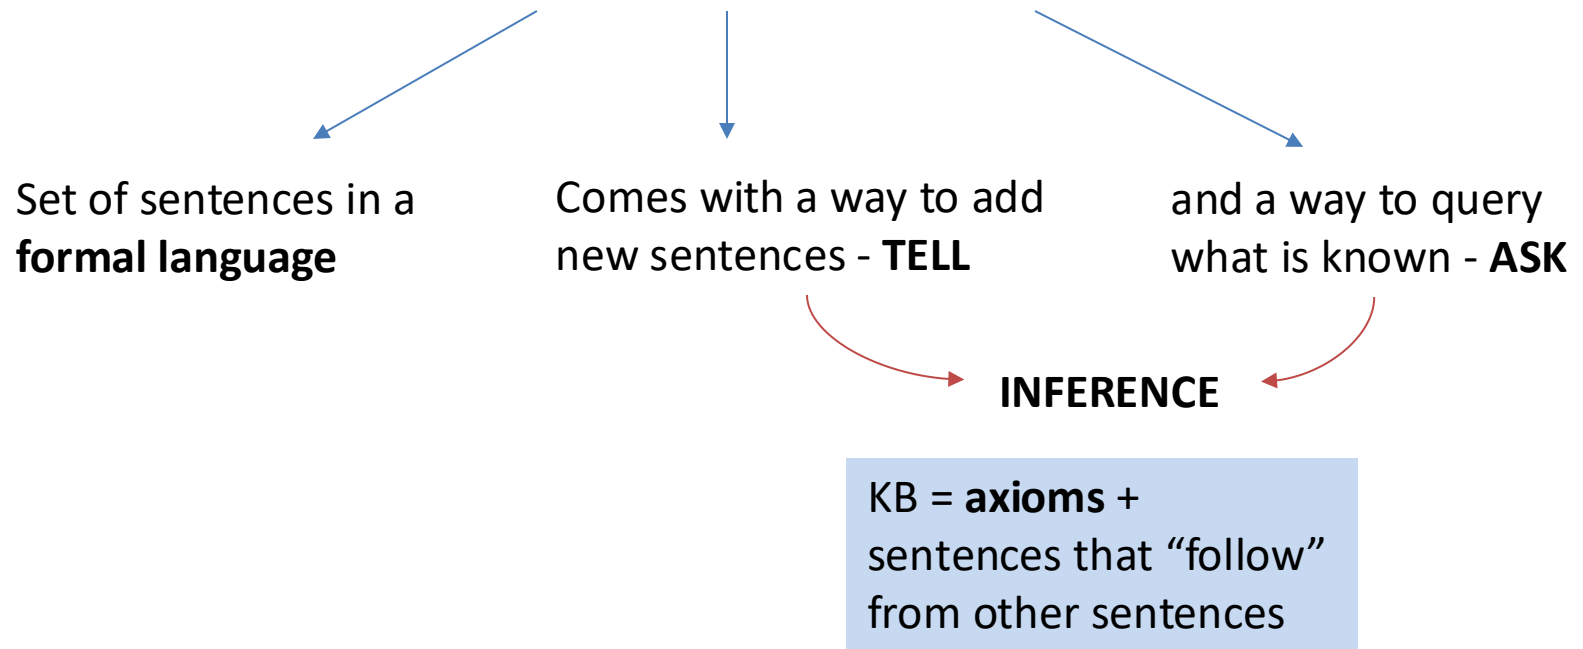 Set of sentences in a
formal language
Comes with a way to add
new sentences - TELL
and a way to query
what is known - ASK
INFERENCE
KB = axioms +
sentences that “follow”
from other sentences